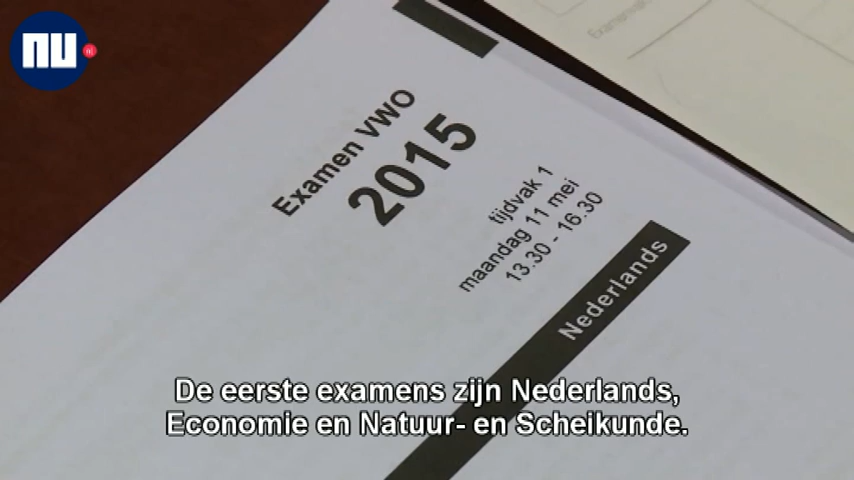 nu
nl
Examen VWO
2015
tijdvak 1
maandag 11 mei
13.30 - 16.30
Nederlands
De eerste examens zijn Nederlands,
Economie en Natuur- en Scheikunde.